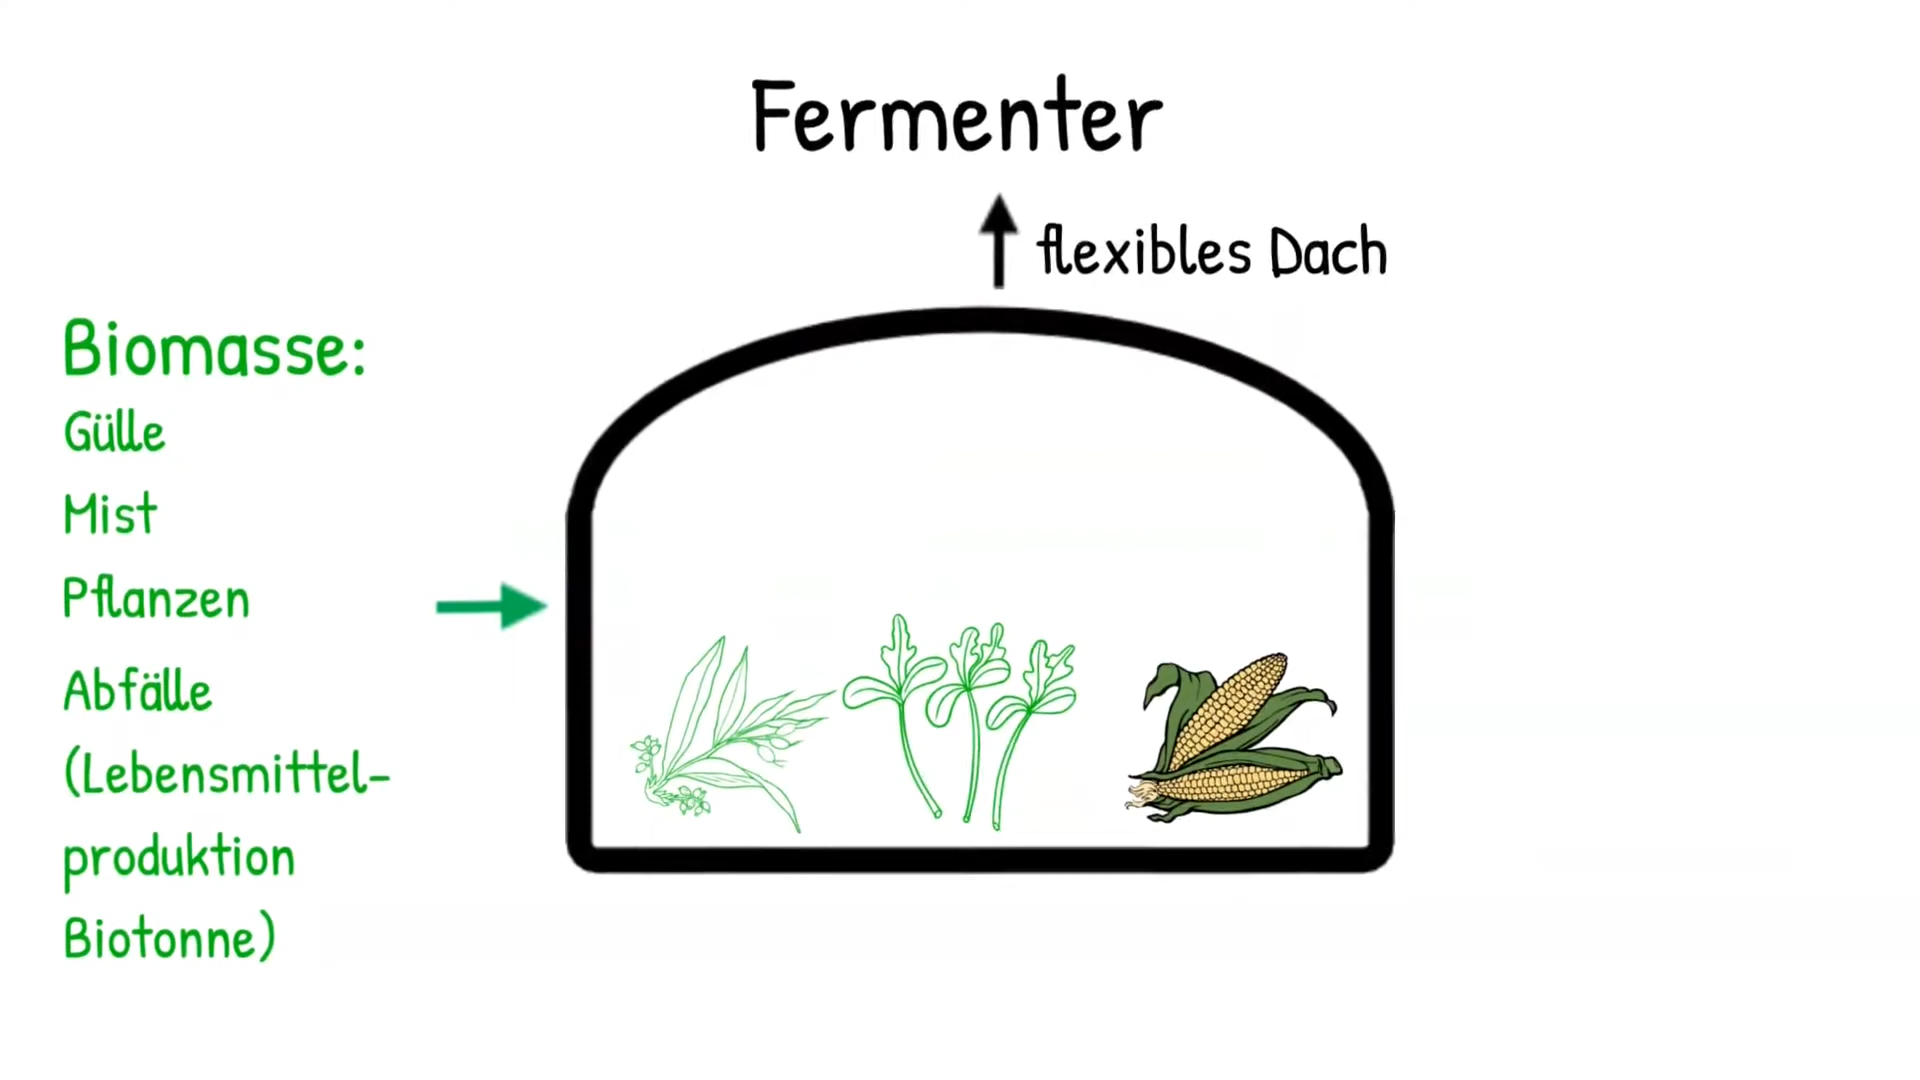 Fermenter
flexibles Dach
Biomasse:
Gülle
Mist
Pflanzen
Abfälle
(Lebensmittel-
produktion
Biotonne)